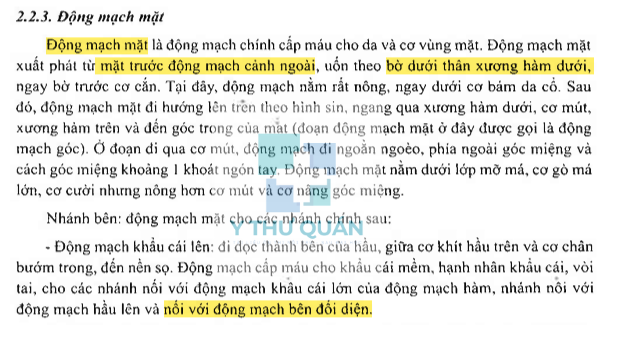 2.2.3. Động mạch mặt
Động mạch mặt là động mạch chính cấp máu cho da và cơ vùng mặt. Động mạch mặt
xuất phát từ mặt trước động mạch cảnh ngoài, uốn theo bờ dưới thân xương hàm dưới,
ngay bờ trước cơ cắn. Tại đây, động mạch nằm rất nông, ngay dưới cơ bám da cổ. Sau
đó, động mạch mặt đi hướng lên trên theo hình sin, ngang qua xương hàm dưới, cơ mút,
xương hàm trên và đến góc trong của mắt (đoạn động mạch mặt ở đây được gọi là động
mạch góc). Ở đoạn di qua cơ mút, động mạch đi ngoằn ngoèo, phía ngoài góc miệng và
cách góc miệng khoảng 1 khoát ngón tay. Động mạch mặt nằm dưới lớp mỡ má, cơ gò má
lớn, cơ cười nhưng nông hơn cơ mút và cơ nâng góc miệng.
Nhánh bên: động mạch mặt cho các nhánh chính sau:
Y THƯ QUÁN
- Động mạch khẩu cái lên: đi dọc thành bên của hầu, giữa cơ khít hầu trên và cơ chân
bướm trong, đến nền sọ. Động mạch cấp máu cho khẩu cái mềm, hạnh nhân khẩu cái, vòi
tai, cho các nhánh nối với động mạch khẩu cái lớn của động mạch hàm, nhánh nối với
động mạch hầu lên và nối với động mạch bên đối diện.